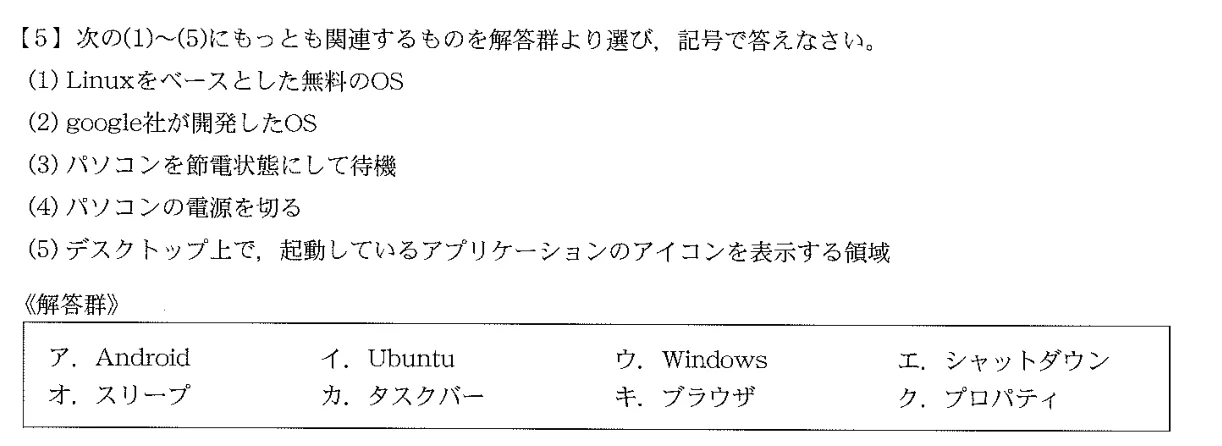 【5】次の(1)～(5)にもっとも関連するものを解答群より選び，記号で答えなさい。
(1) Linuxをベースとした無料のOS
(2) google社が開発したOS
(3) パソコンを節電状態にして待機
(4) パソコンの電源を切る
(5) デスクトップ上で，起動しているアプリケーションのアイコンを表示する領域
《解答群》
ア．Android イ．Ubuntu ウ．Windows エ．シャットダウン
オ．スリープ カ．タスクバー キ．ブラウザ ク．プロパティ